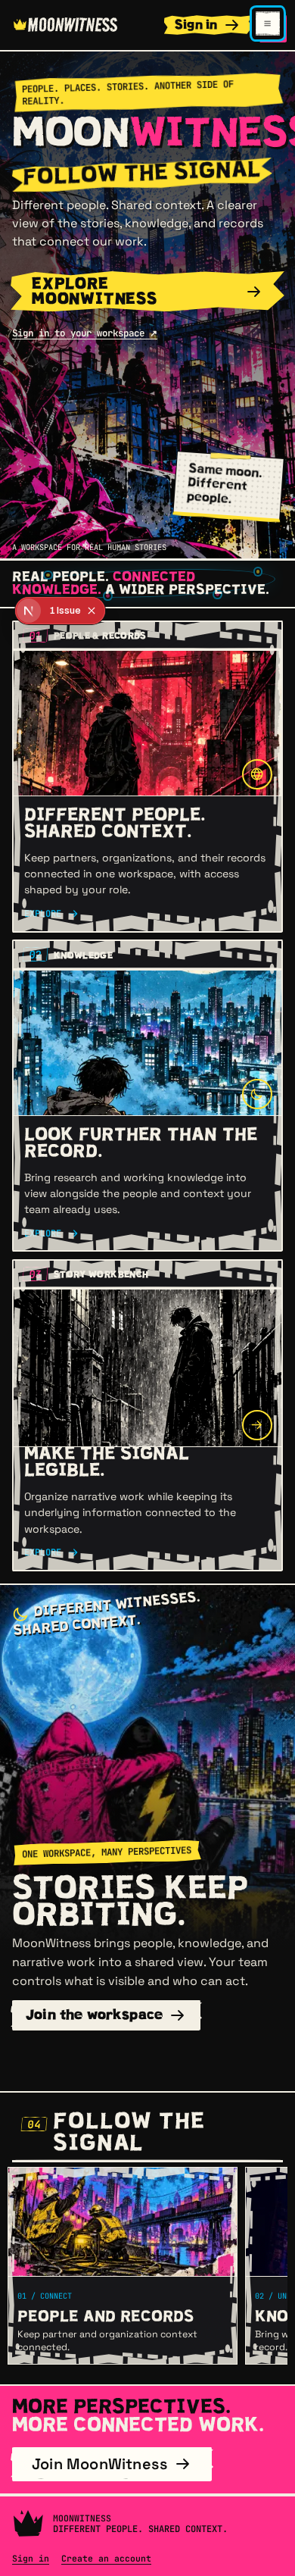 MOONWITNESS
Sign in →
PEOPLE. PLACES. STORIES. ANOTHER SIDE OF
REALITY.
MOONWITNESS
FOLLOW THE SIGNAL
Different people. Shared context. A clearer
view of the stories, knowledge, and records
that connect our work.
EXPLORE
MOONWITNESS →
Sign in to your workspace ↗
Same moon.
Different
people.
A WORKSPACE FOR REAL HUMAN STORIES
REAL PEOPLE. CONNECTED
KNOWLEDGE. A WIDER PERSPECTIVE.
N 1 Issue ×
01 PEOPLE & RECORDS
DIFFERENT PEOPLE.
SHARED CONTEXT.
Keep partners, organizations, and their records
connected in one workspace, with access
shaped by your role.
02 KNOWLEDGE
LOOK FURTHER THAN THE
RECORD.
Bring research and working knowledge into
view alongside the people and context your
team already uses.
03 STORY WORKBENCH
MAKE THE SIGNAL
LEGIBLE.
Organize narrative work while keeping its
underlying information connected to the
workspace.
DIFFERENT WITNESSES.
SHARED CONTEXT.
ONE WORKSPACE, MANY PERSPECTIVES
STORIES KEEP
ORBITING.
MoonWitness brings people, knowledge, and
narrative work into a shared view. Your team
controls what is visible and who can act.
Join the workspace →
04 FOLLOW THE
SIGNAL
01 / CONNECT
PEOPLE AND RECORDS
Keep partner and organization context
connected.
02 / UN
KNO
Bring w
record.
MORE PERSPECTIVES.
MORE CONNECTED WORK.
Join MoonWitness →
MOONWITNESS
DIFFERENT PEOPLE. SHARED CONTEXT.
Sign in Create an account